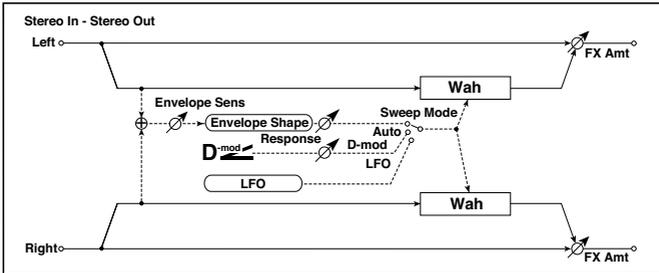 Stereo In - Stereo Out
Left
FX Amt
Wah
Envelope Sens
Sweep Mode
Envelope Shape
Auto
Response
D-mod
D-mod
LFO
LFO
Wah
Right
FX Amt